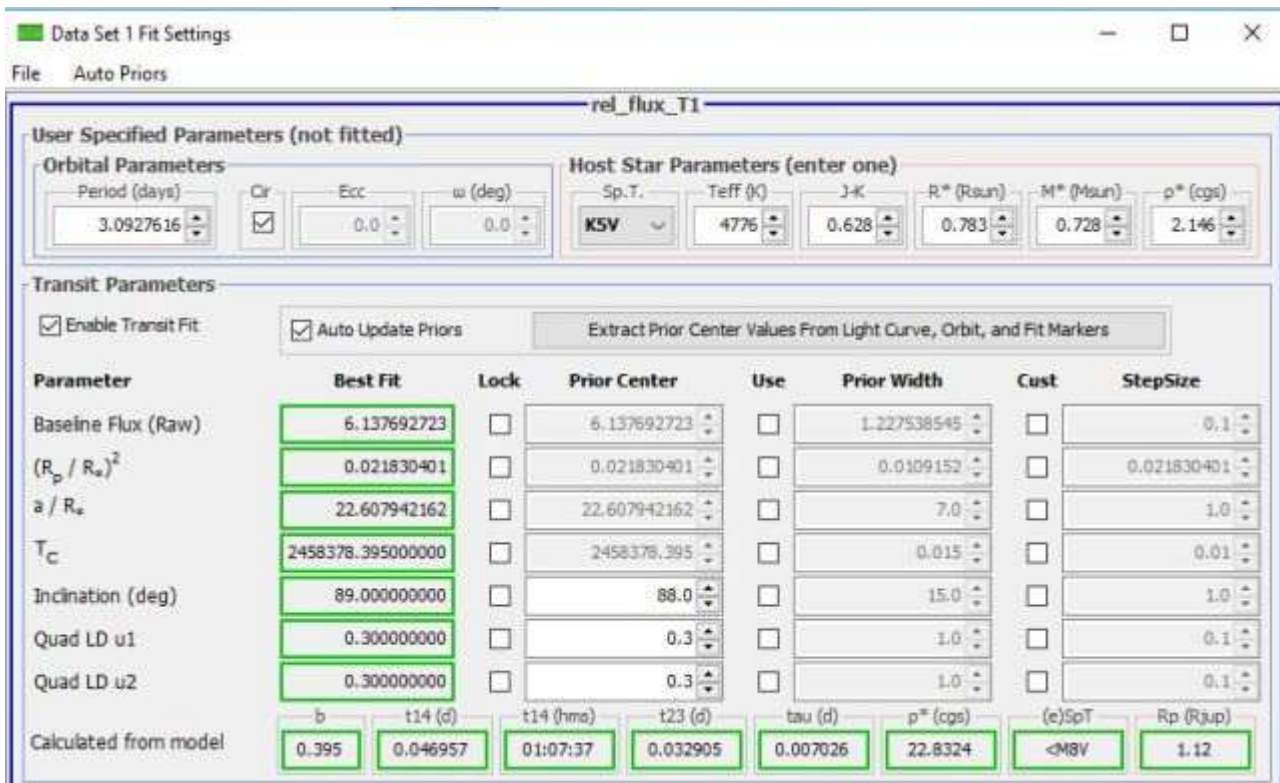 Data Set 1 Fit Settings
File Auto Priors
rel_flux_T1
User Specified Parameters (not fitted)
Orbital Parameters Host Star Parameters (enter one)
Period (days) Cir Ecc ω (deg) Sp.T. Teff (K) J-K R* (Rsun) M* (Msun) ρ* (cgs)
3.0927616 0.0 0.0 K5V 4776 0.628 0.783 0.728 2.146
Transit Parameters
Enable Transit Fit Auto Update Priors Extract Prior Center Values From Light Curve, Orbit, and Fit Markers
Parameter Best Fit Lock Prior Center Use Prior Width Cust StepSize
Baseline Flux (Raw) 6.137692723 6.137692723 1.227538545 0.1
(Rp / R*)² 0.021830401 0.021830401 0.0109152 0.021830401
a / R* 22.607942162 22.607942162 7.0 1.0
TC 2458378.395000000 2458378.395 0.015 0.01
Inclination (deg) 89.000000000 88.0 15.0 1.0
Quad LD u1 0.300000000 0.3 1.0 0.1
Quad LD u2 0.300000000 0.3 1.0 0.1
b t14 (d) t14 (hms) t23 (d) tau (d) ρ* (cgs) (e)SpT Rp (Rjup)
Calculated from model 0.395 0.046957 01:07:37 0.032905 0.007026 22.8324 <M8V 1.12